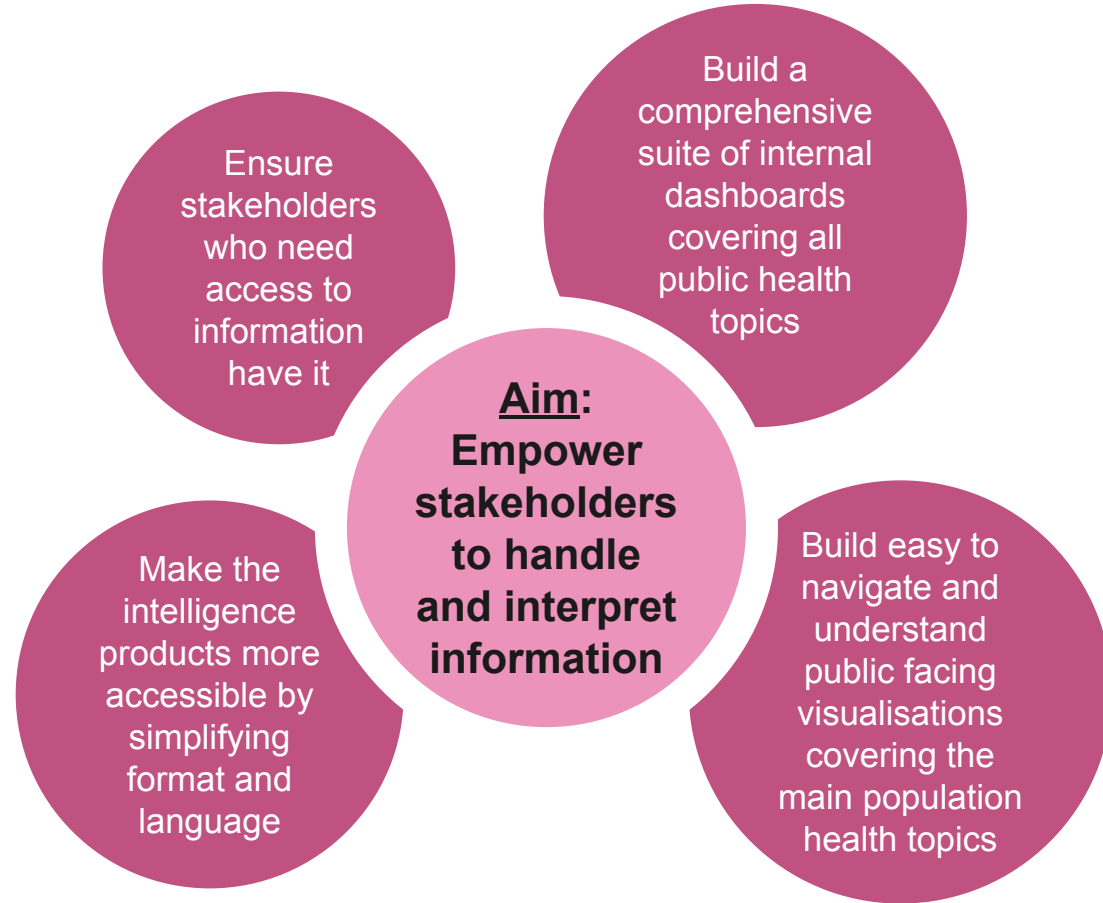 Ensure
stakeholders
who need
access to
information
have it
Build a
comprehensive
suite of internal
dashboards
covering all
public health
topics
Aim:
Empower
stakeholders
to handle
and interpret
information
Make the
intelligence
products more
accessible by
simplifying
format and
language
Build easy to
navigate and
understand
public facing
visualisations
covering the
main population
health topics